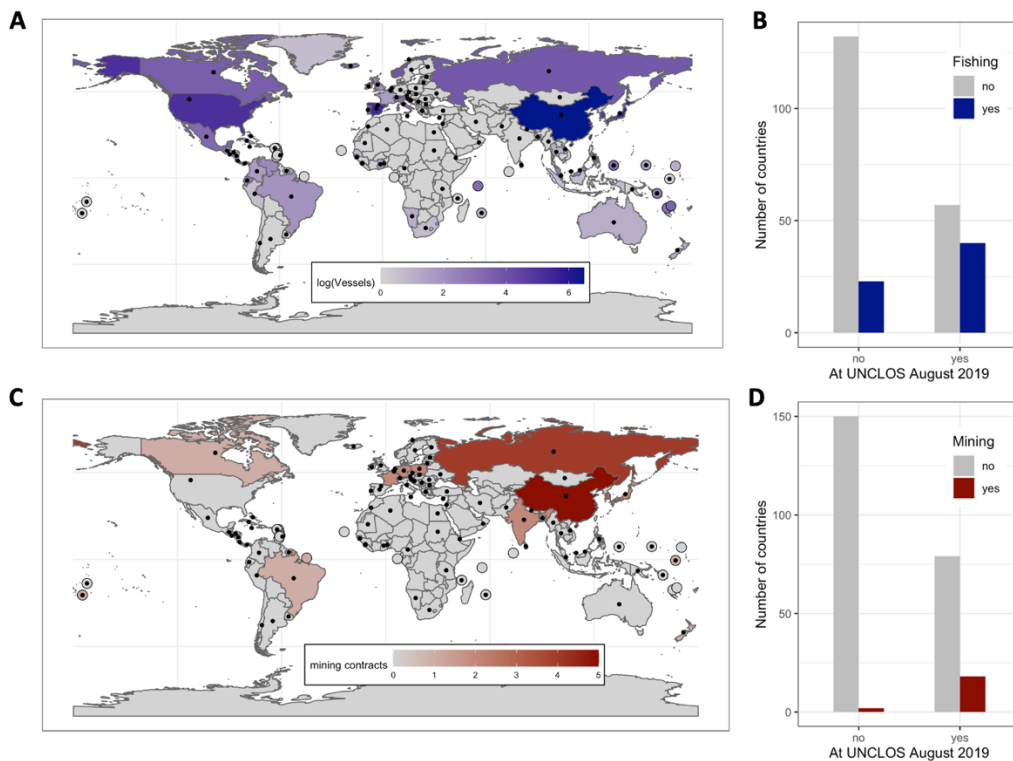 A
log(Vessels)
0 2 4 6
B
Number of countries
100
50
0
Fishing
no
yes
no yes
At UNCLOS August 2019
C
mining contracts
0 1 2 3 4 5
D
Number of countries
150
100
50
0
Mining
no
yes
no yes
At UNCLOS August 2019